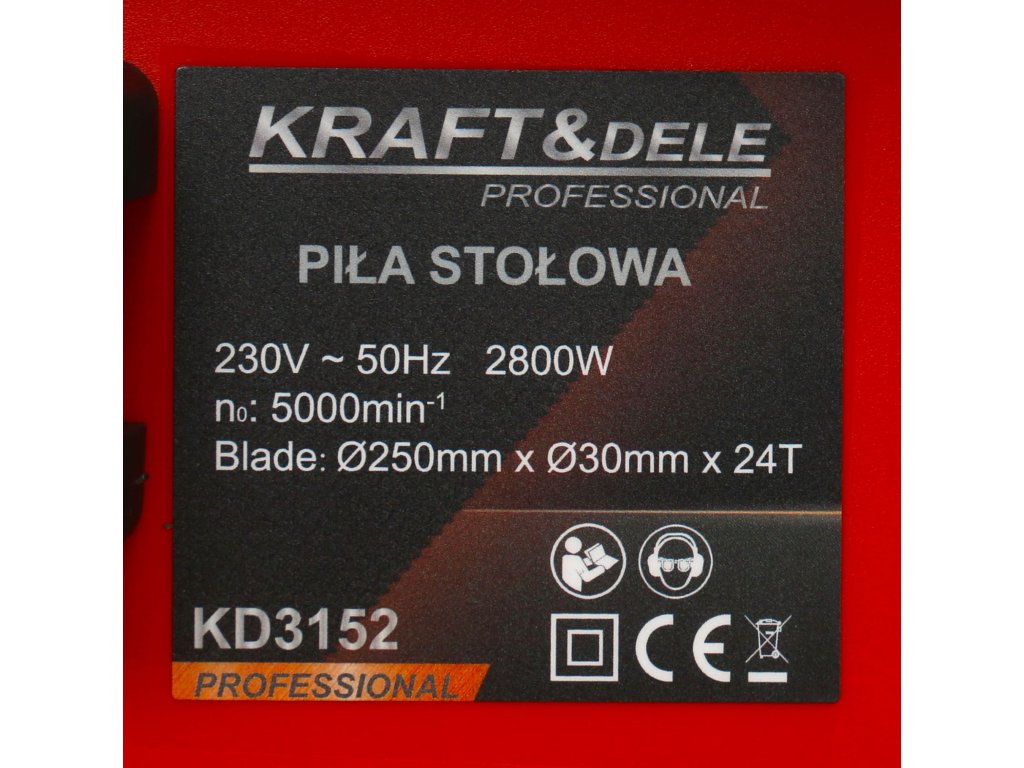 KRAFT&DELE
PROFESSIONAL
PIŁA STOŁOWA
230V ~ 50Hz 2800W
n₀: 5000min⁻¹
Blade: Ø250mm x Ø30mm x 24T
CE
KD3152
PROFESSIONAL